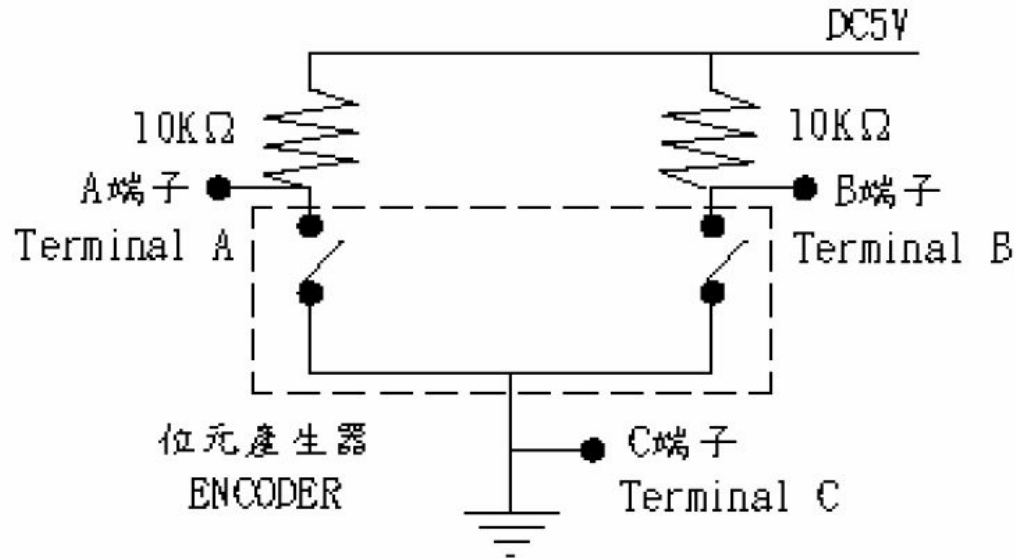 DC5V
10KΩ
10KΩ
A端子
B端子
Terminal A
Terminal B
位元產生器
ENCODER
C端子
Terminal C